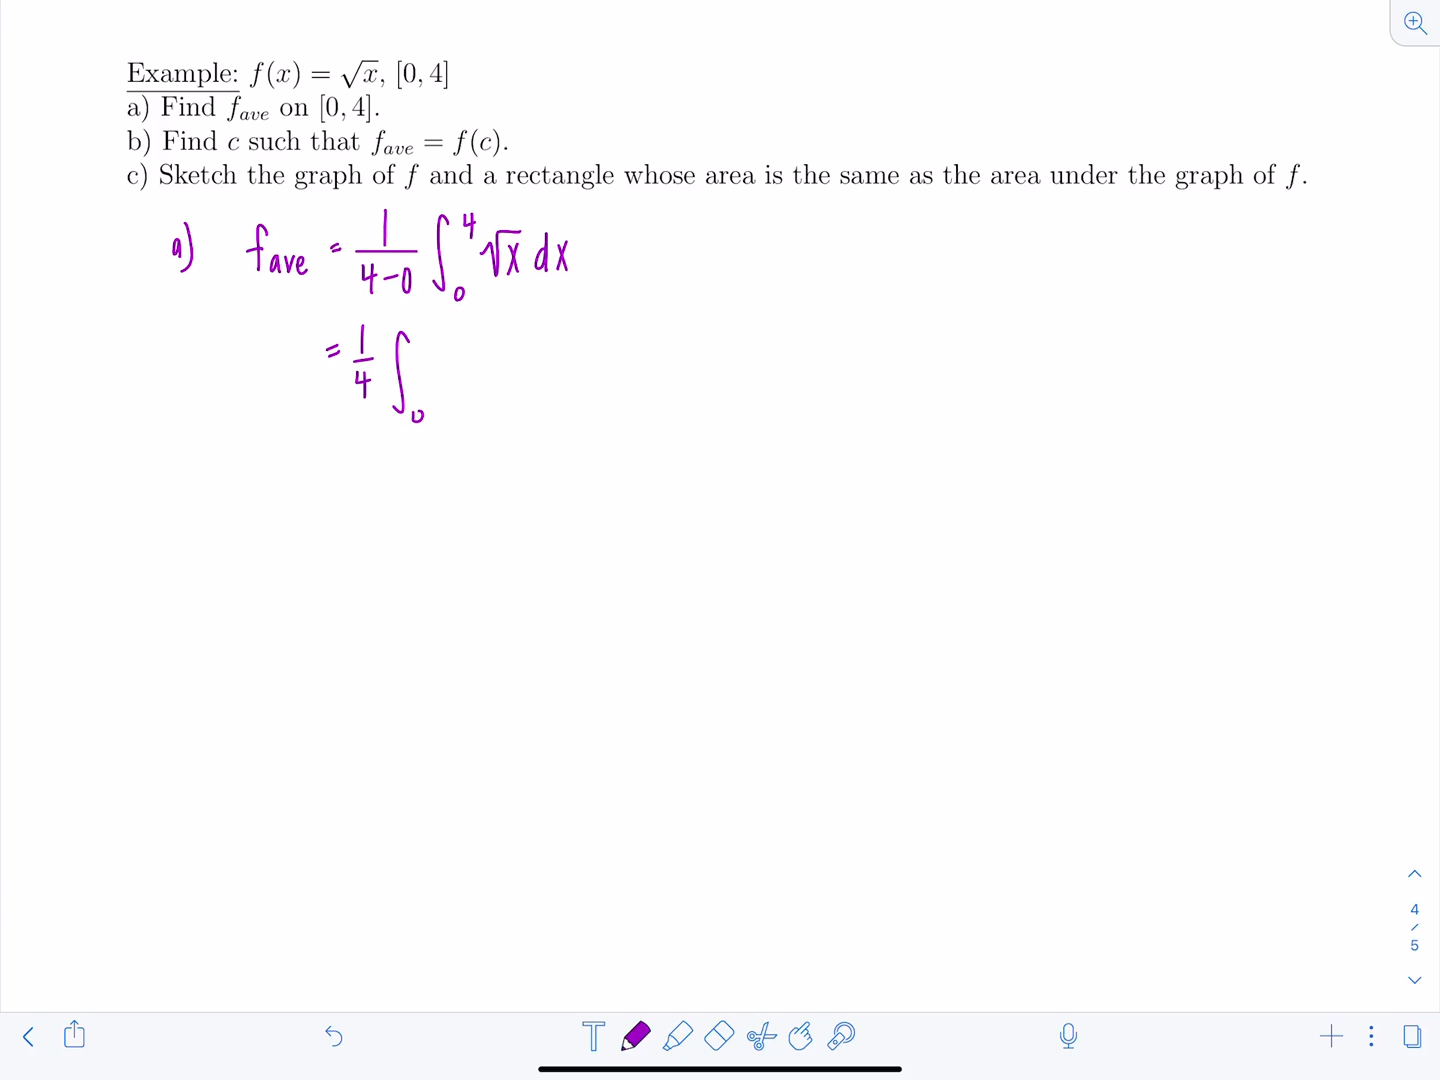 Example: f(x) = √x, [0, 4]
a) Find f_ave on [0, 4].
b) Find c such that f_ave = f(c).
c) Sketch the graph of f and a rectangle whose area is the same as the area under the graph of f.
a) f_ave = 1/(4-0) ∫_0^4 √x dx
= 1/4 ∫_0
4
/
5
T